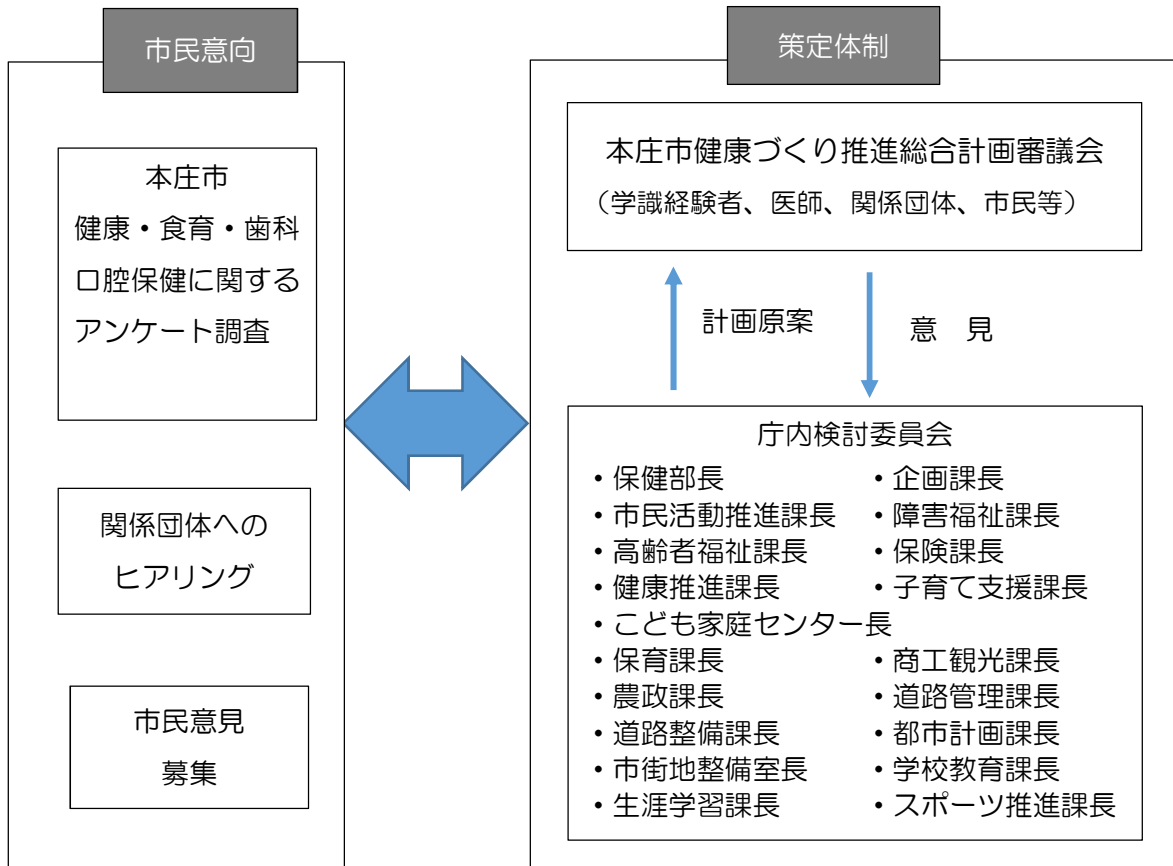 市民意向
本庄市
健康・食育・歯科
口腔保健に関する
アンケート調査
関係団体への
ヒアリング
市民意見
募集
策定体制
本庄市健康づくり推進総合計画審議会
（学識経験者、医師、関係団体、市民等）
計画原案
意　見
庁内検討委員会
・保健部長　・企画課長
・市民活動推進課長　・障害福祉課長
・高齢者福祉課長　・保険課長
・健康推進課長　・子育て支援課長
・こども家庭センター長
・保育課長　・商工観光課長
・農政課長　・道路管理課長
・道路整備課長　・都市計画課長
・市街地整備室長　・学校教育課長
・生涯学習課長　・スポーツ推進課長